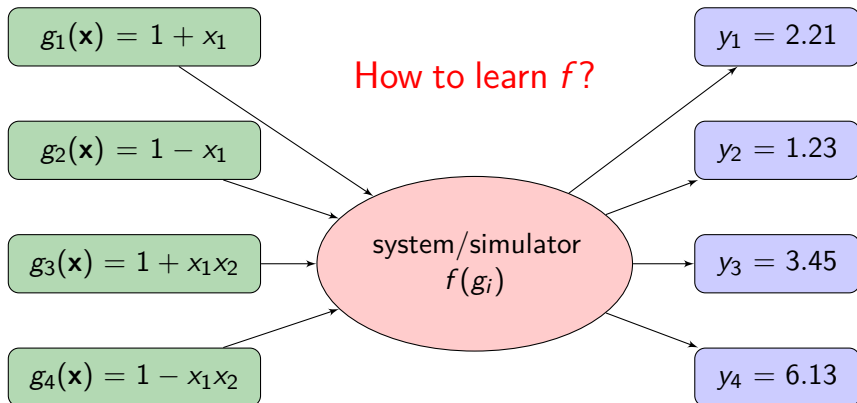 g₁(𝐱) = 1 + x₁
y₁ = 2.21
How to learn f?
g₂(𝐱) = 1 − x₁
y₂ = 1.23
system/simulator
f(gᵢ)
g₃(𝐱) = 1 + x₁x₂
y₃ = 3.45
g₄(𝐱) = 1 − x₁x₂
y₄ = 6.13